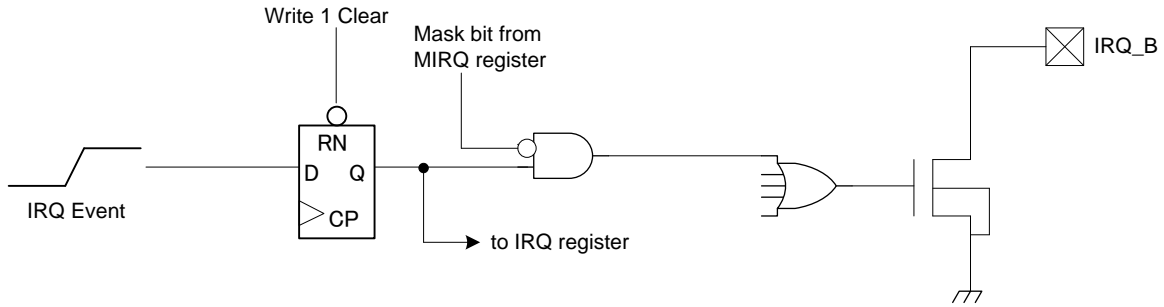 Write 1 Clear
Mask bit from
MIRQ register
IRQ_B
RN
D Q
CP
IRQ Event
to IRQ register